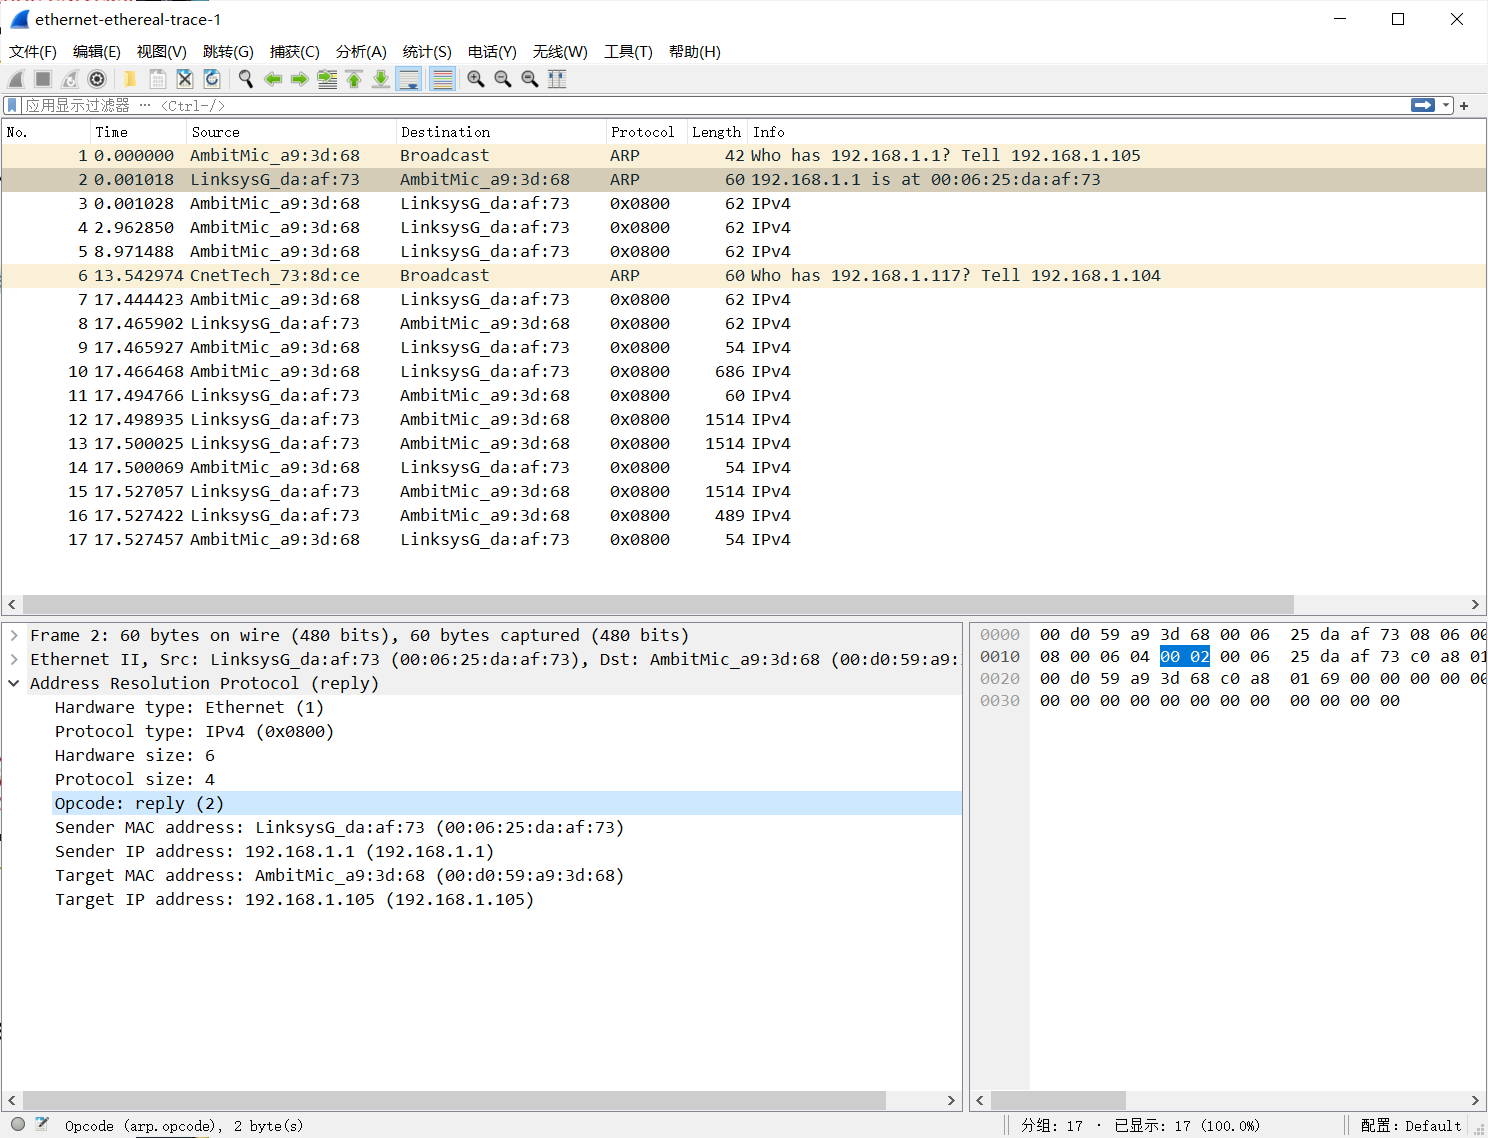 ethernet-ethereal-trace-1
文件(F) 编辑(E) 视图(V) 跳转(G) 捕获(C) 分析(A) 统计(S) 电话(Y) 无线(W) 工具(T) 帮助(H)
应用显示过滤器 … <Ctrl-/>
No. Time Source Destination Protocol Length Info
1 0.000000 AmbitMic_a9:3d:68 Broadcast ARP 42 Who has 192.168.1.1? Tell 192.168.1.105
2 0.001018 LinksysG_da:af:73 AmbitMic_a9:3d:68 ARP 60 192.168.1.1 is at 00:06:25:da:af:73
3 0.001028 AmbitMic_a9:3d:68 LinksysG_da:af:73 0x0800 62 IPv4
4 2.962850 AmbitMic_a9:3d:68 LinksysG_da:af:73 0x0800 62 IPv4
5 8.971488 AmbitMic_a9:3d:68 LinksysG_da:af:73 0x0800 62 IPv4
6 13.542974 CnetTech_73:8d:ce Broadcast ARP 60 Who has 192.168.1.117? Tell 192.168.1.104
7 17.444423 AmbitMic_a9:3d:68 LinksysG_da:af:73 0x0800 62 IPv4
8 17.465902 LinksysG_da:af:73 AmbitMic_a9:3d:68 0x0800 62 IPv4
9 17.465927 AmbitMic_a9:3d:68 LinksysG_da:af:73 0x0800 54 IPv4
10 17.466468 AmbitMic_a9:3d:68 LinksysG_da:af:73 0x0800 686 IPv4
11 17.494766 LinksysG_da:af:73 AmbitMic_a9:3d:68 0x0800 60 IPv4
12 17.498935 LinksysG_da:af:73 AmbitMic_a9:3d:68 0x0800 1514 IPv4
13 17.500025 LinksysG_da:af:73 AmbitMic_a9:3d:68 0x0800 1514 IPv4
14 17.500069 AmbitMic_a9:3d:68 LinksysG_da:af:73 0x0800 54 IPv4
15 17.527057 LinksysG_da:af:73 AmbitMic_a9:3d:68 0x0800 1514 IPv4
16 17.527422 LinksysG_da:af:73 AmbitMic_a9:3d:68 0x0800 489 IPv4
17 17.527457 AmbitMic_a9:3d:68 LinksysG_da:af:73 0x0800 54 IPv4
Frame 2: 60 bytes on wire (480 bits), 60 bytes captured (480 bits)
Ethernet II, Src: LinksysG_da:af:73 (00:06:25:da:af:73), Dst: AmbitMic_a9:3d:68 (00:d0:59:a9:
Address Resolution Protocol (reply)
Hardware type: Ethernet (1)
Protocol type: IPv4 (0x0800)
Hardware size: 6
Protocol size: 4
Opcode: reply (2)
Sender MAC address: LinksysG_da:af:73 (00:06:25:da:af:73)
Sender IP address: 192.168.1.1 (192.168.1.1)
Target MAC address: AmbitMic_a9:3d:68 (00:d0:59:a9:3d:68)
Target IP address: 192.168.1.105 (192.168.1.105)
0000 00 d0 59 a9 3d 68 00 06 25 da af 73 08 06 00
0010 08 00 06 04 00 02 00 06 25 da af 73 c0 a8 01
0020 00 d0 59 a9 3d 68 c0 a8 01 69 00 00 00 00 00
0030 00 00 00 00 00 00 00 00 00 00 00 00
Opcode (arp.opcode), 2 byte(s)
分组: 17 · 已显示: 17 (100.0%)
配置: Default